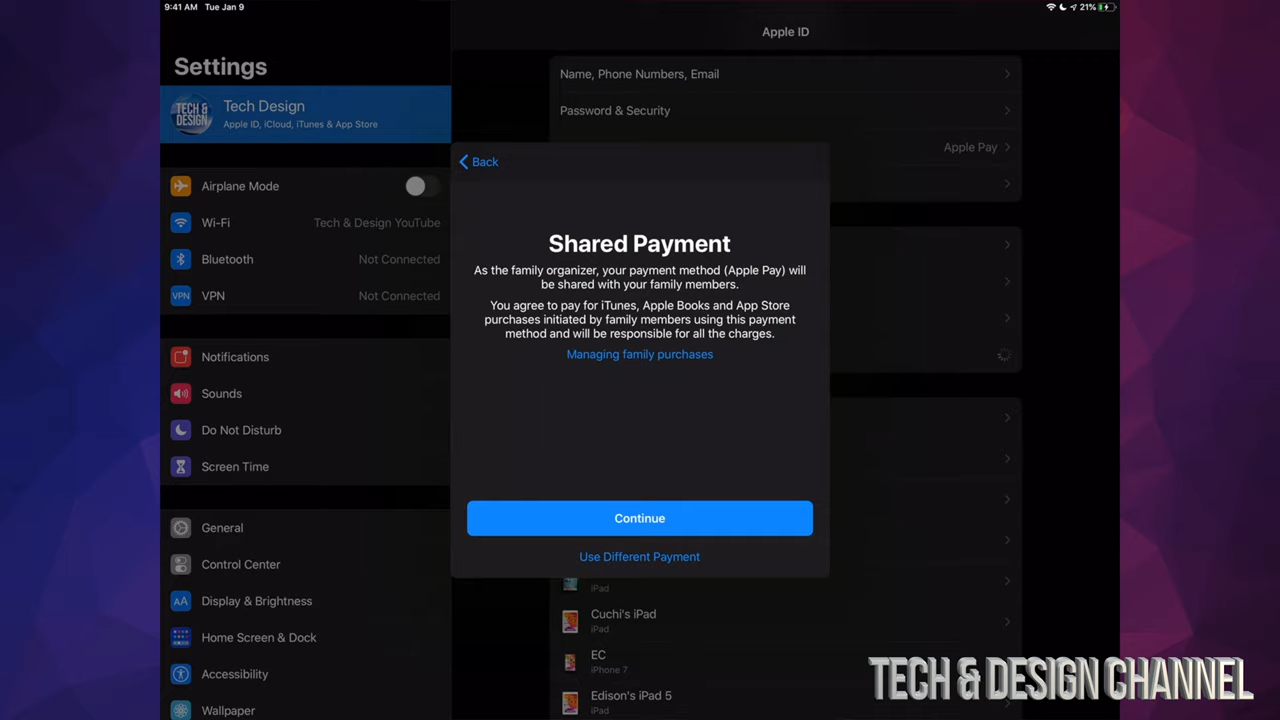 9:41 AM Tue Jan 9
21%
Settings
TECH &
DESIGN
Tech Design
Apple ID, iCloud, iTunes & App Store
Airplane Mode
Wi-Fi Tech & Design YouTube
Bluetooth Not Connected
VPN VPN Not Connected
Notifications
Sounds
Do Not Disturb
Screen Time
General
Control Center
AA Display & Brightness
Home Screen & Dock
Accessibility
Wallpaper
Apple ID
Name, Phone Numbers, Email
Password & Security
Apple Pay
Back
Shared Payment
As the family organizer, your payment method (Apple Pay) will
be shared with your family members.
You agree to pay for iTunes, Apple Books and App Store
purchases initiated by family members using this payment
method and will be responsible for all the charges.
Managing family purchases
Continue
Use Different Payment
iPad
Cuchi's iPad
iPad
EC
iPhone 7
Edison's iPad 5
iPad
TECH & DESIGN CHANNEL